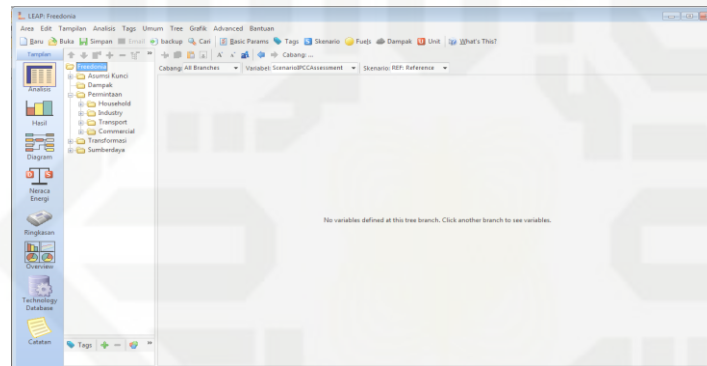 LEAP: Freedonia
Area Edit Tampilan Analisis Tags Umum Tree Grafik Advanced Bantuan
Baru Buka Simpan Email backup Cari Basic Params Tags Skenario Fuels Dampak Unit What's This?
Tampilan
Cabang: ...
Cabang: All Branches Variabel: ScenarioIPCCAssessment Skenario: REF: Referensi
Freedonia
Asumsi Kunci
Dampak
Permintaan
Household
Industry
Transport
Commercial
Transformasi
Sumberdaya
Analisis
Hasil
Diagram
Neraca
Energi
Ringkasan
Overview
Technology
Database
Catatan
No variables defined at this tree branch. Click another branch to see variables.
Tags